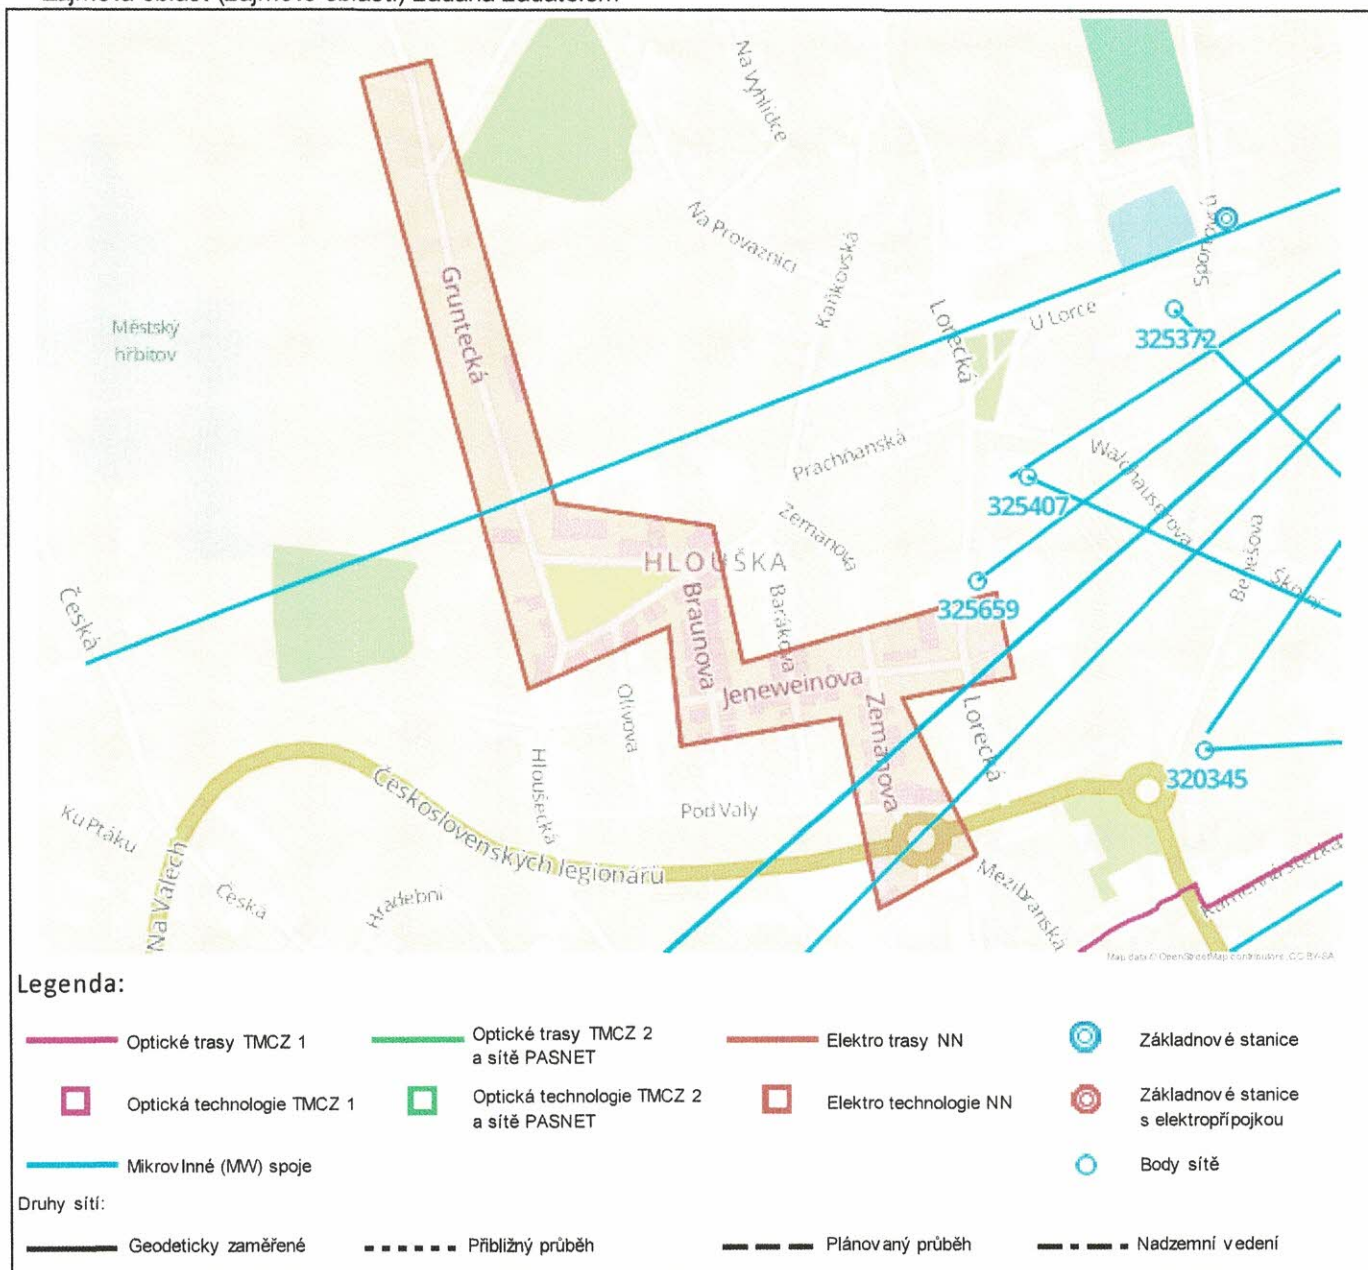 Zájmová oblast (zájmové oblasti) zadaná žadatelem
Na Vyhlídce
Na Provaznici
Sportovců
Gruntecká
Kaňkovská
Lorecká
U Lorce
Městský
hřbitov
325372
Prachňanská
Walchauserova
325407
Zemanova
Benešova
Školní
HLOUŠKA
Česká
Braunova
Barákova
325659
Jeneweinova
Olivova
Zemanova
Lorecká
Hloušecká
320345
Československých legionářů
Pod Valy
Ku Ptáku
Na Valech
Česká
Hradební
Mezibranská
Kamenná stezka
Map data © OpenStreetMap contributors, CC-BY-SA
Legenda:
Optické trasy TMCZ 1
Optické trasy TMCZ 2
a sítě PASNET
Elektro trasy NN
Základnové stanice
Optická technologie TMCZ 1
Optická technologie TMCZ 2
a sítě PASNET
Elektro technologie NN
Základnové stanice
s elektropřípojkou
Mikrovlnné (MW) spoje
Body sítě
Druhy sítí:
Geodeticky zaměřené
Přibližný průběh
Plánovaný průběh
Nadzemní vedení